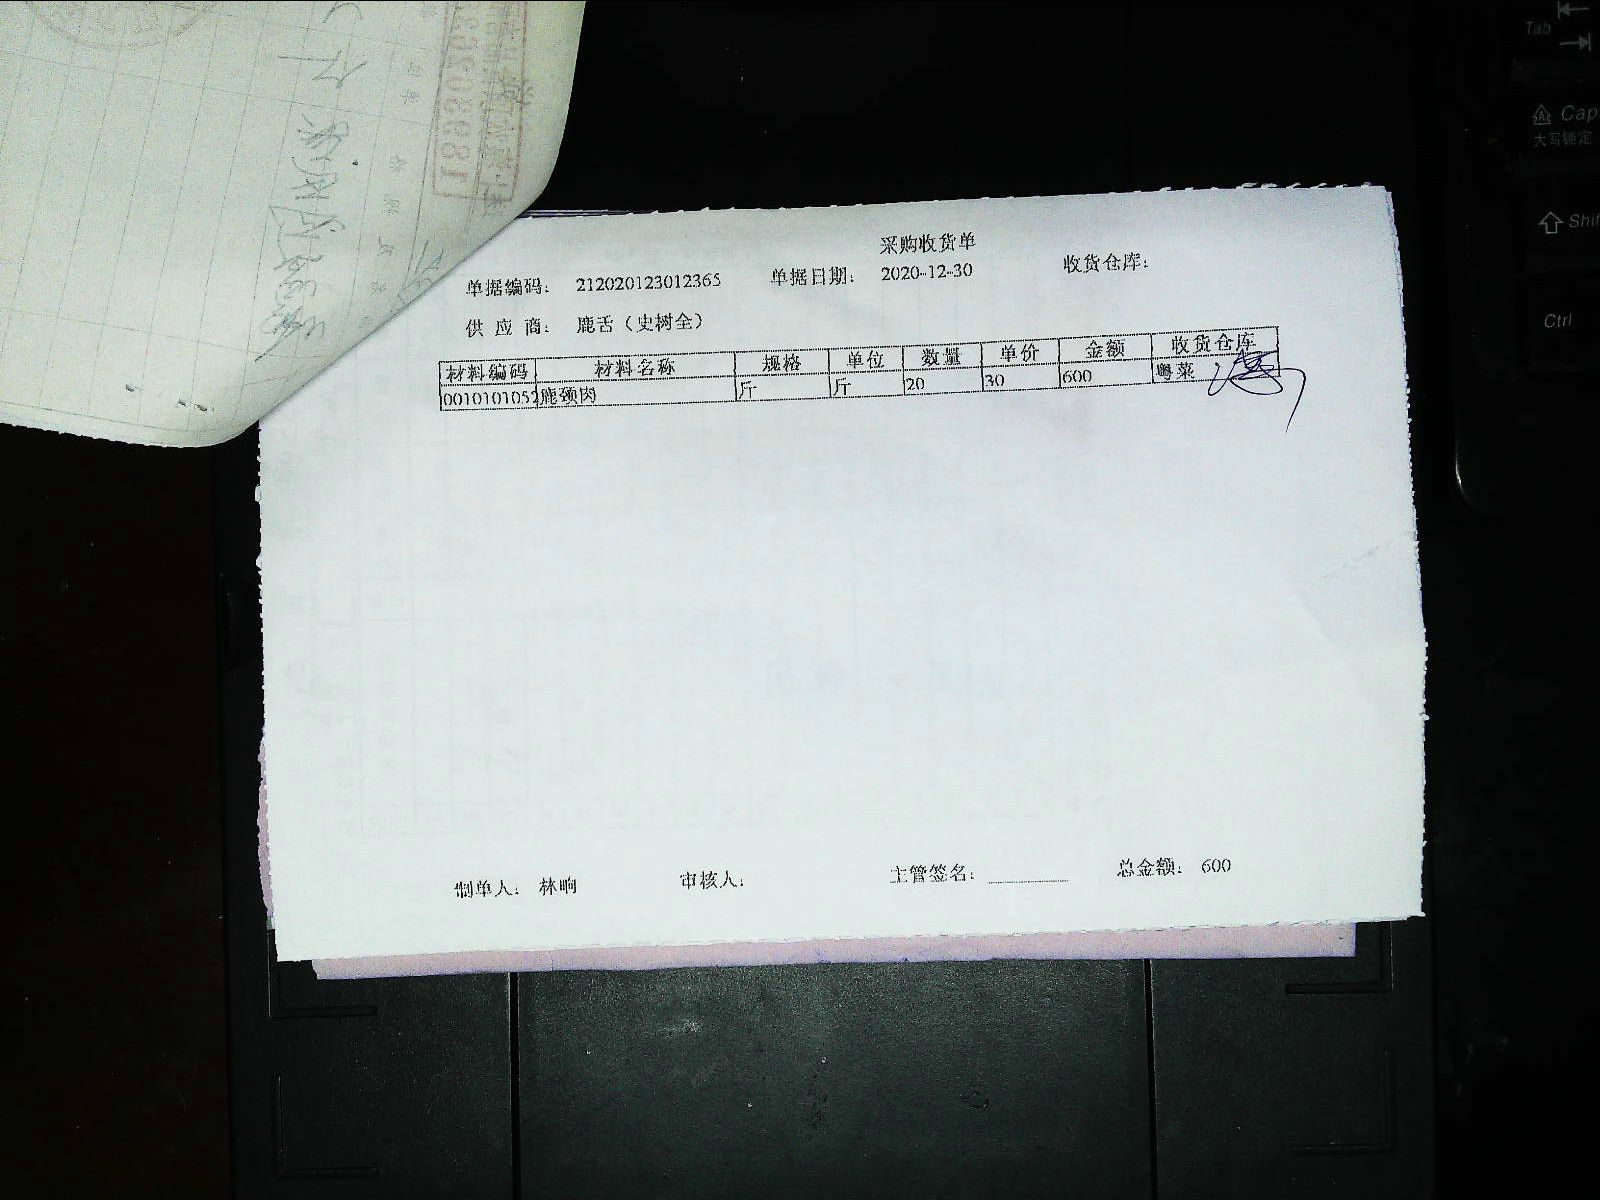 采购收货单
单据编码: 212020123012365 单据日期: 2020-12-30 收货仓库:
供应商: 鹿舌（史树全）
材料编码 材料名称 规格 单位 数量 单价 金额 收货仓库
0010101052 鹿颈肉 斤 斤 20 30 600 粤菜
制单人: 林晌 审核人: 主管签名: 总金额: 600
Tab
Cap
大写锁定
Shif
Ctrl